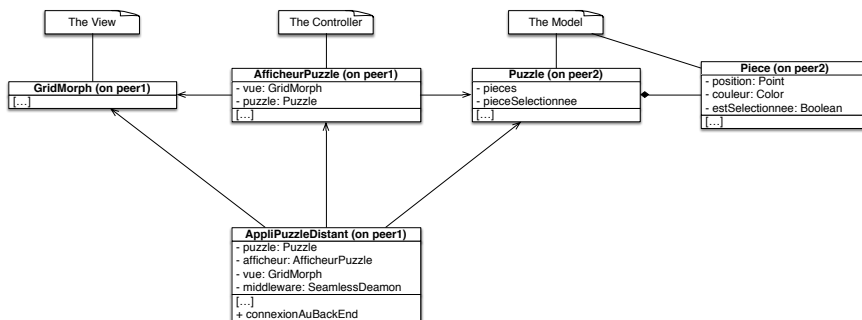 The View
The Controller
The Model
GridMorph (on peer1)
[...]
AfficheurPuzzle (on peer1)
- vue: GridMorph
- puzzle: Puzzle
[...]
Puzzle (on peer2)
- pieces
- pieceSelectionnee
[...]
Piece (on peer2)
- position: Point
- couleur: Color
- estSelectionnee: Boolean
[...]
AppliPuzzleDistant (on peer1)
- puzzle: Puzzle
- afficheur: AfficheurPuzzle
- vue: GridMorph
- middleware: SeamlessDeamon
[...]
+ connexionAuBackEnd